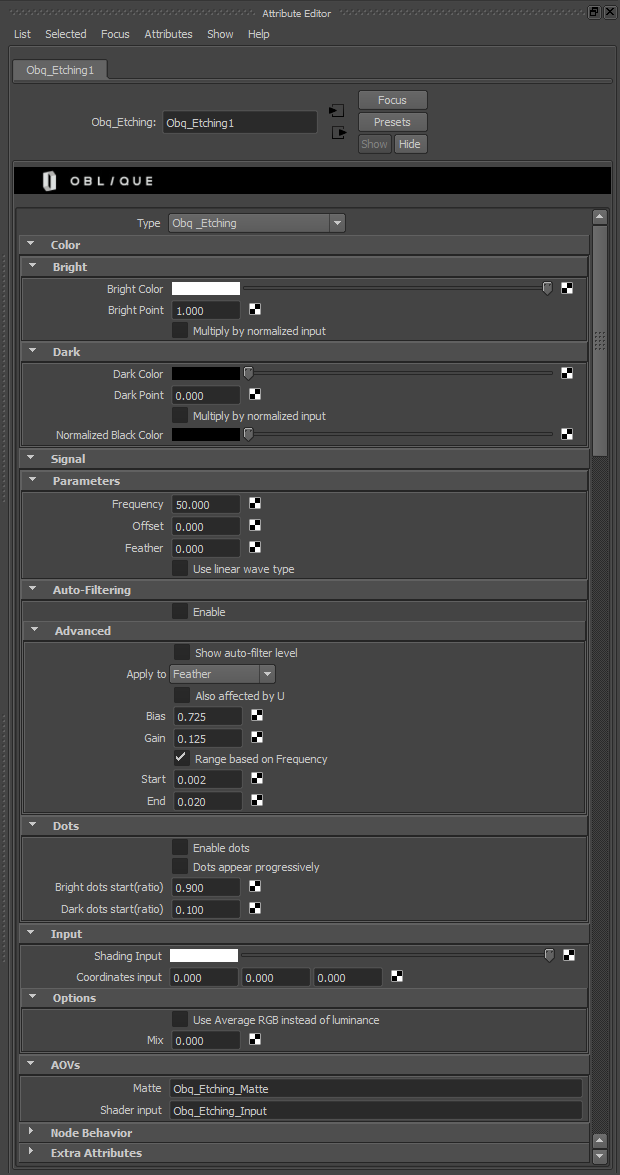 Attribute Editor
List Selected Focus Attributes Show Help
Obq_Etching1
Focus
Obq_Etching: Obq_Etching1
Presets
Show Hide
OBL/QUE
Type Obq _Etching
Color
Bright
Bright Color
Bright Point 1.000
Multiply by normalized input
Dark
Dark Color
Dark Point 0.000
Multiply by normalized input
Normalized Black Color
Signal
Parameters
Frequency 50.000
Offset 0.000
Feather 0.000
Use linear wave type
Auto-Filtering
Enable
Advanced
Show auto-filter level
Apply to Feather
Also affected by U
Bias 0.725
Gain 0.125
Range based on Frequency
Start 0.002
End 0.020
Dots
Enable dots
Dots appear progressively
Bright dots start(ratio) 0.900
Dark dots start(ratio) 0.100
Input
Shading Input
Coordinates input 0.000 0.000 0.000
Options
Use Average RGB instead of luminance
Mix 0.000
AOVs
Matte Obq_Etching_Matte
Shader input Obq_Etching_Input
Node Behavior
Extra Attributes